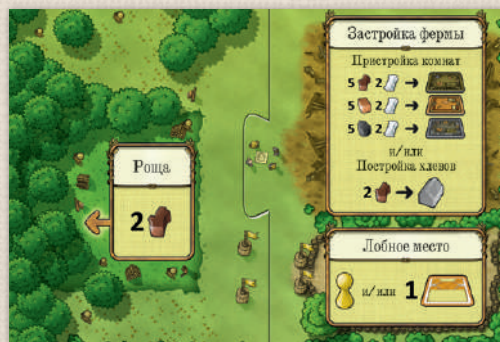 Роща
2
Застройка фермы
Пристройка комнат
5 2
5 2
5 2
и/или
Постройка хлевов
2
Лобное место
и/или 1